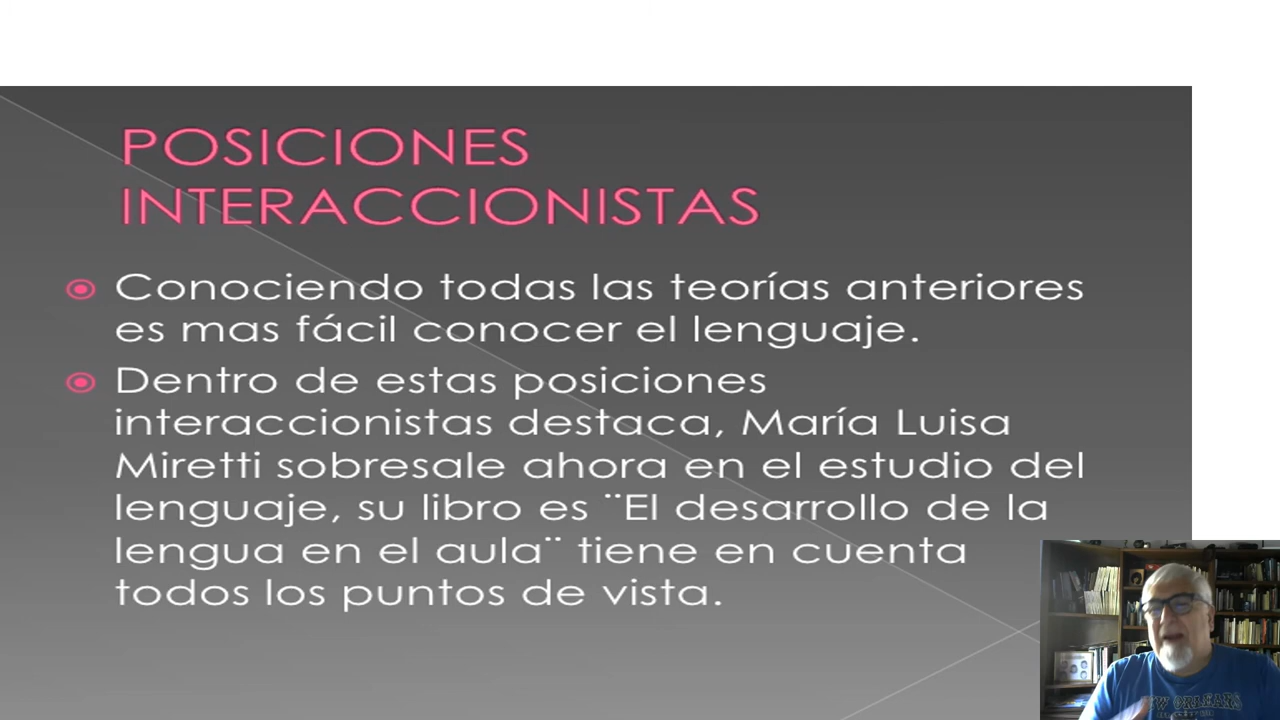 POSICIONES
INTERACCIONISTAS
Conociendo todas las teorías anteriores
es mas fácil conocer el lenguaje.
Dentro de estas posiciones
interaccionistas destaca, María Luisa
Miretti sobresale ahora en el estudio del
lenguaje, su libro es ¨El desarrollo de la
lengua en el aula¨ tiene en cuenta
todos los puntos de vista.
NEW ORLEANS